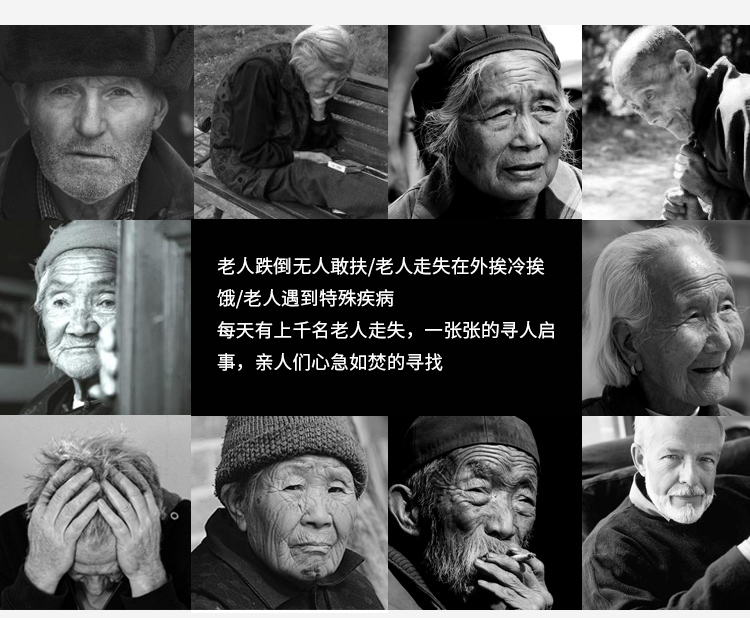 老人跌倒无人敢扶/老人走失在外挨冷挨
饿/老人遇到特殊疾病
每天有上千名老人走失，一张张的寻人启
事，亲人们心急如焚的寻找